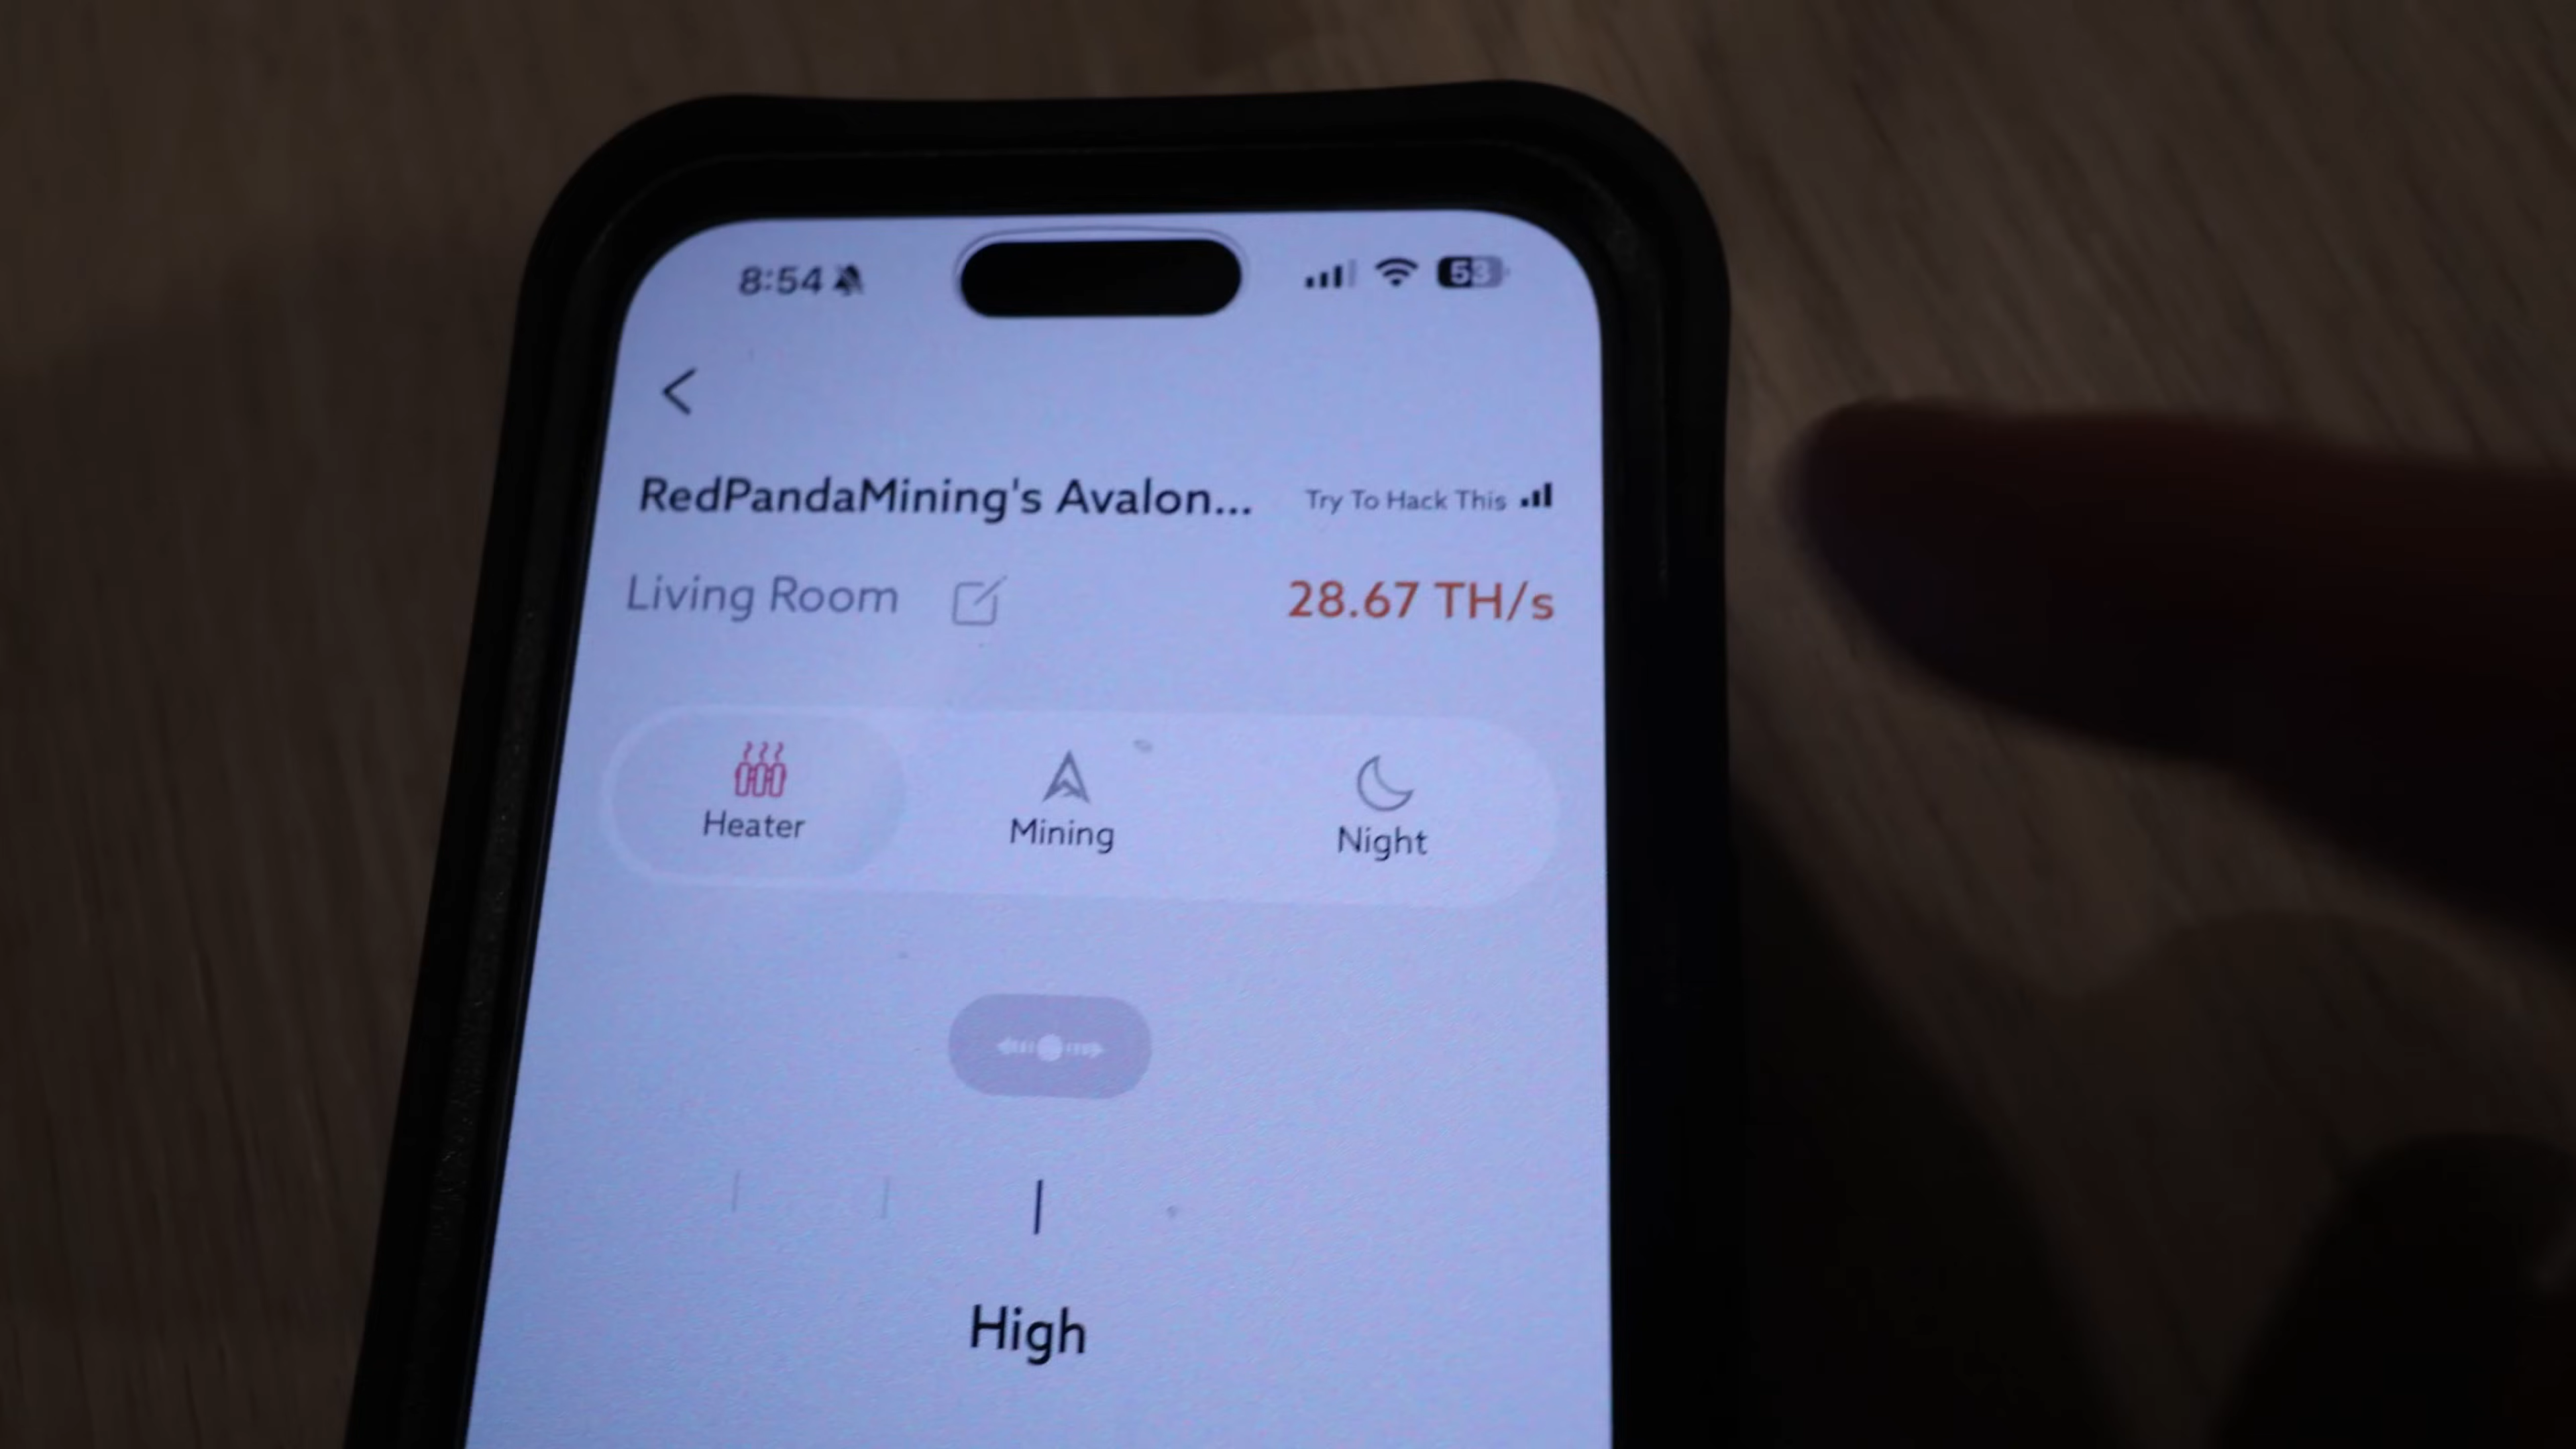 8:54 53
RedPandaMining's Avalon... Try To Hack This
Living Room 28.67 TH/s
Heater Mining Night
High